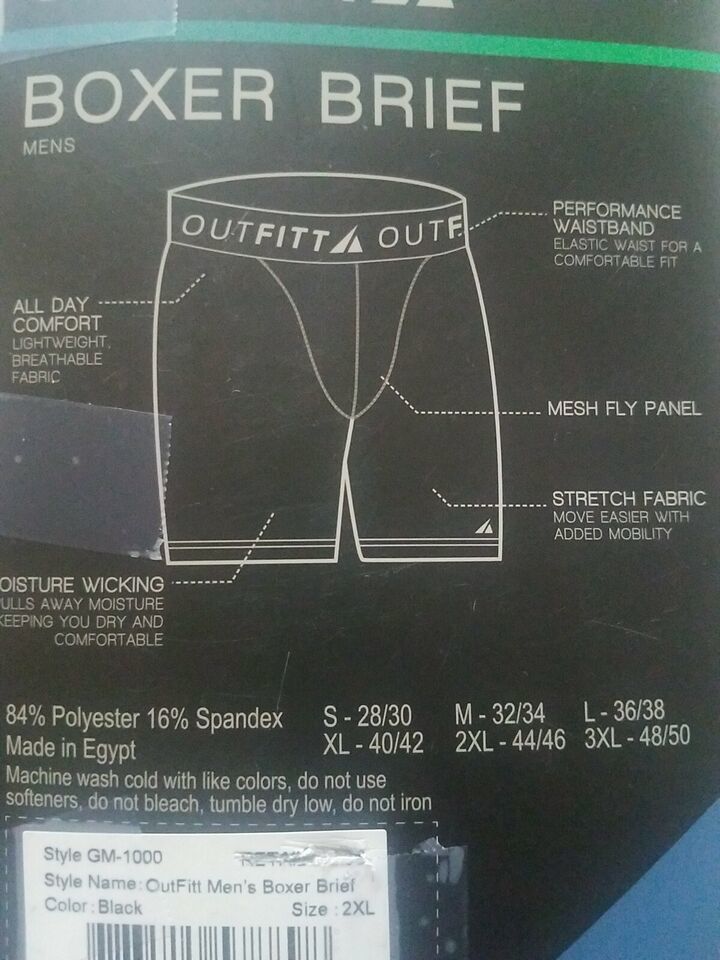 BOXER BRIEF
MENS
OUTFITT OUTF
PERFORMANCE
WAISTBAND
ELASTIC WAIST FOR A
COMFORTABLE FIT
ALL DAY
COMFORT
LIGHTWEIGHT,
BREATHABLE
FABRIC
MESH FLY PANEL
STRETCH FABRIC
MOVE EASIER WITH
ADDED MOBILITY
OISTURE WICKING
ULLS AWAY MOISTURE
KEEPING YOU DRY AND
COMFORTABLE
84% Polyester 16% Spandex
Made in Egypt
S - 28/30 M - 32/34 L - 36/38
XL - 40/42 2XL - 44/46 3XL - 48/50
Machine wash cold with like colors, do not use
softeners, do not bleach, tumble dry low, do not iron
Style GM-1000
Style Name: OutFitt Men's Boxer Brief
Color: Black Size : 2XL